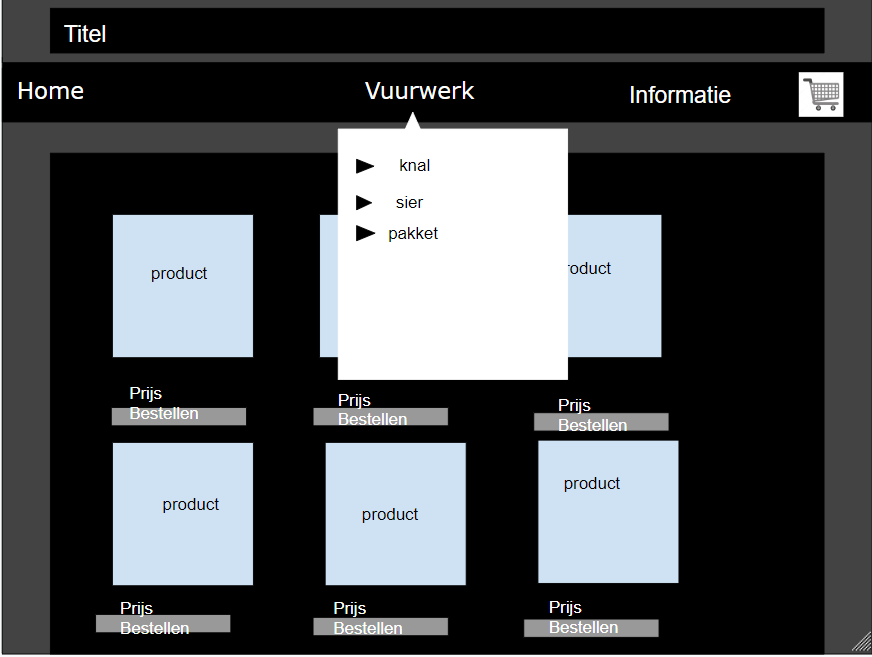 Titel
Home
Vuurwerk
Informatie
knal
sier
pakket
product
roduct
Prijs
Bestellen
Prijs
Bestellen
Prijs
Bestellen
product
product
product
Prijs
Bestellen
Prijs
Bestellen
Prijs
Bestellen